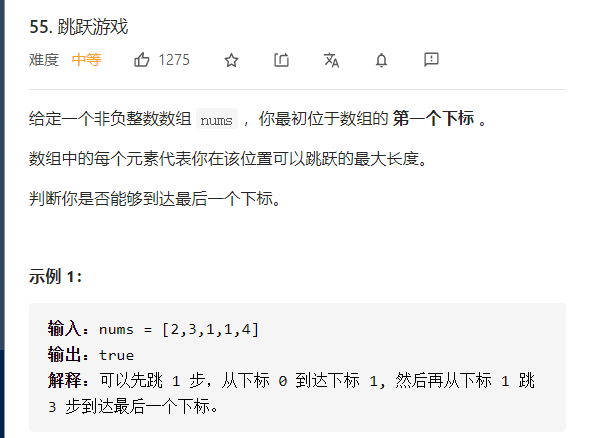 55. 跳跃游戏
难度 中等 1275
给定一个非负整数数组 nums ，你最初位于数组的 第一个下标 。
数组中的每个元素代表你在该位置可以跳跃的最大长度。
判断你是否能够到达最后一个下标。
示例 1：
输入：nums = [2,3,1,1,4]
输出：true
解释：可以先跳 1 步，从下标 0 到达下标 1, 然后再从下标 1 跳
3 步到达最后一个下标。